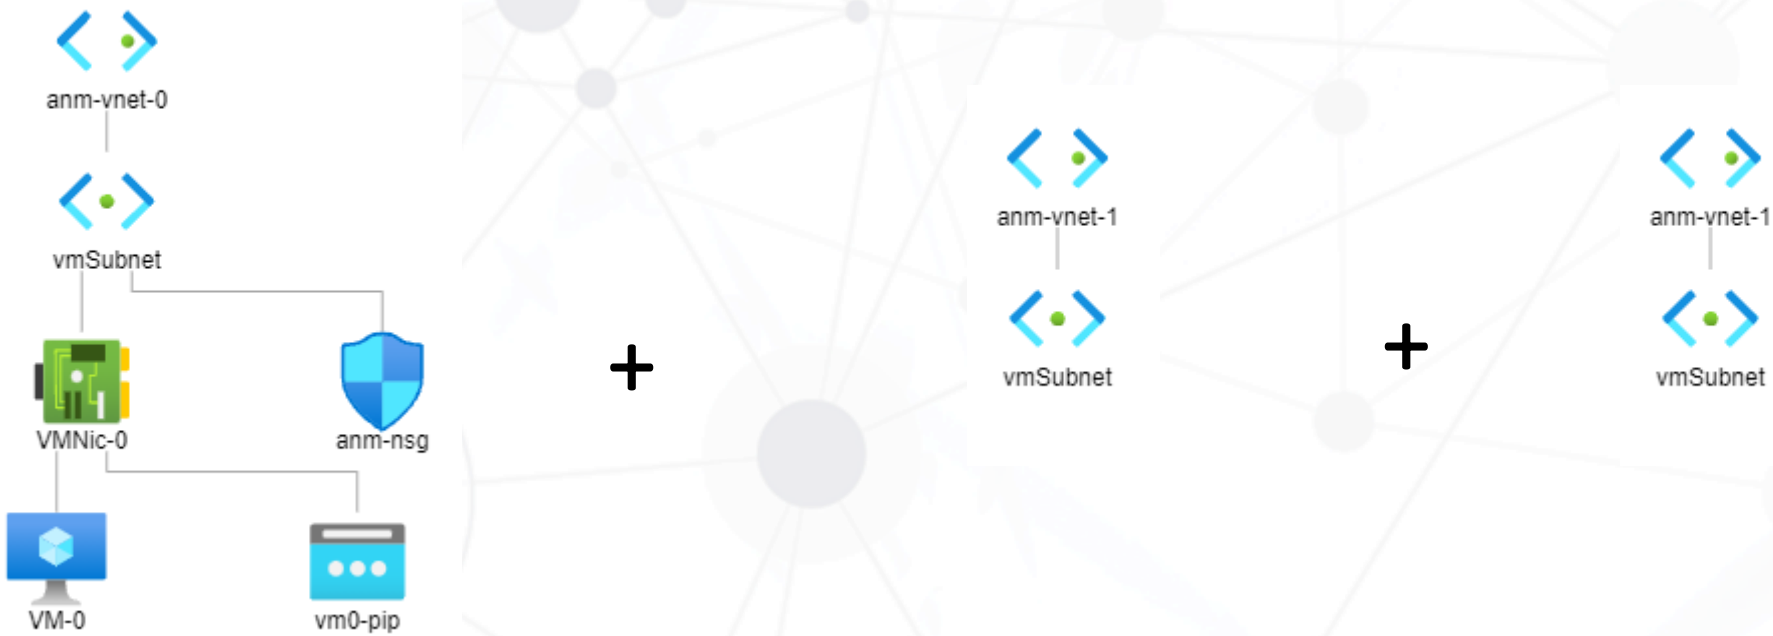 anm-vnet-0
vmSubnet
VMNic-0
anm-nsg
VM-0
vm0-pip
+
anm-vnet-1
vmSubnet
+
anm-vnet-1
vmSubnet